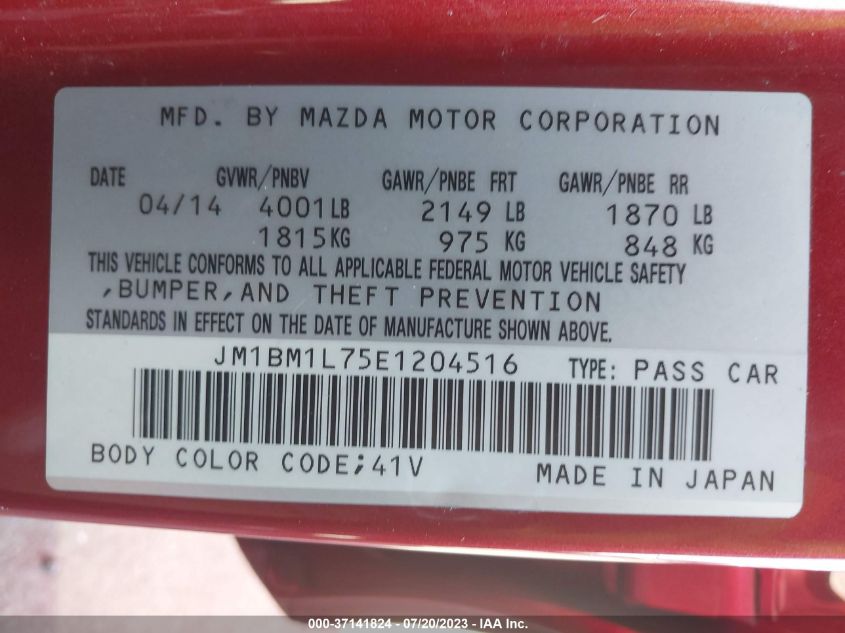 MFD. BY MAZDA MOTOR CORPORATION
DATE GVWR/PNBV GAWR/PNBE FRT GAWR/PNBE RR
04/14 4001LB 2149 LB 1870 LB
1815KG 975 KG 848 KG
THIS VEHICLE CONFORMS TO ALL APPLICABLE FEDERAL MOTOR VEHICLE SAFETY
,BUMPER,AND THEFT PREVENTION
STANDARDS IN EFFECT ON THE DATE OF MANUFACTURE SHOWN ABOVE.
JM1BM1L75E1204516 TYPE: PASS CAR
BODY COLOR CODE;41V MADE IN JAPAN
000-37141824 - 07/20/2023 - IAA Inc.